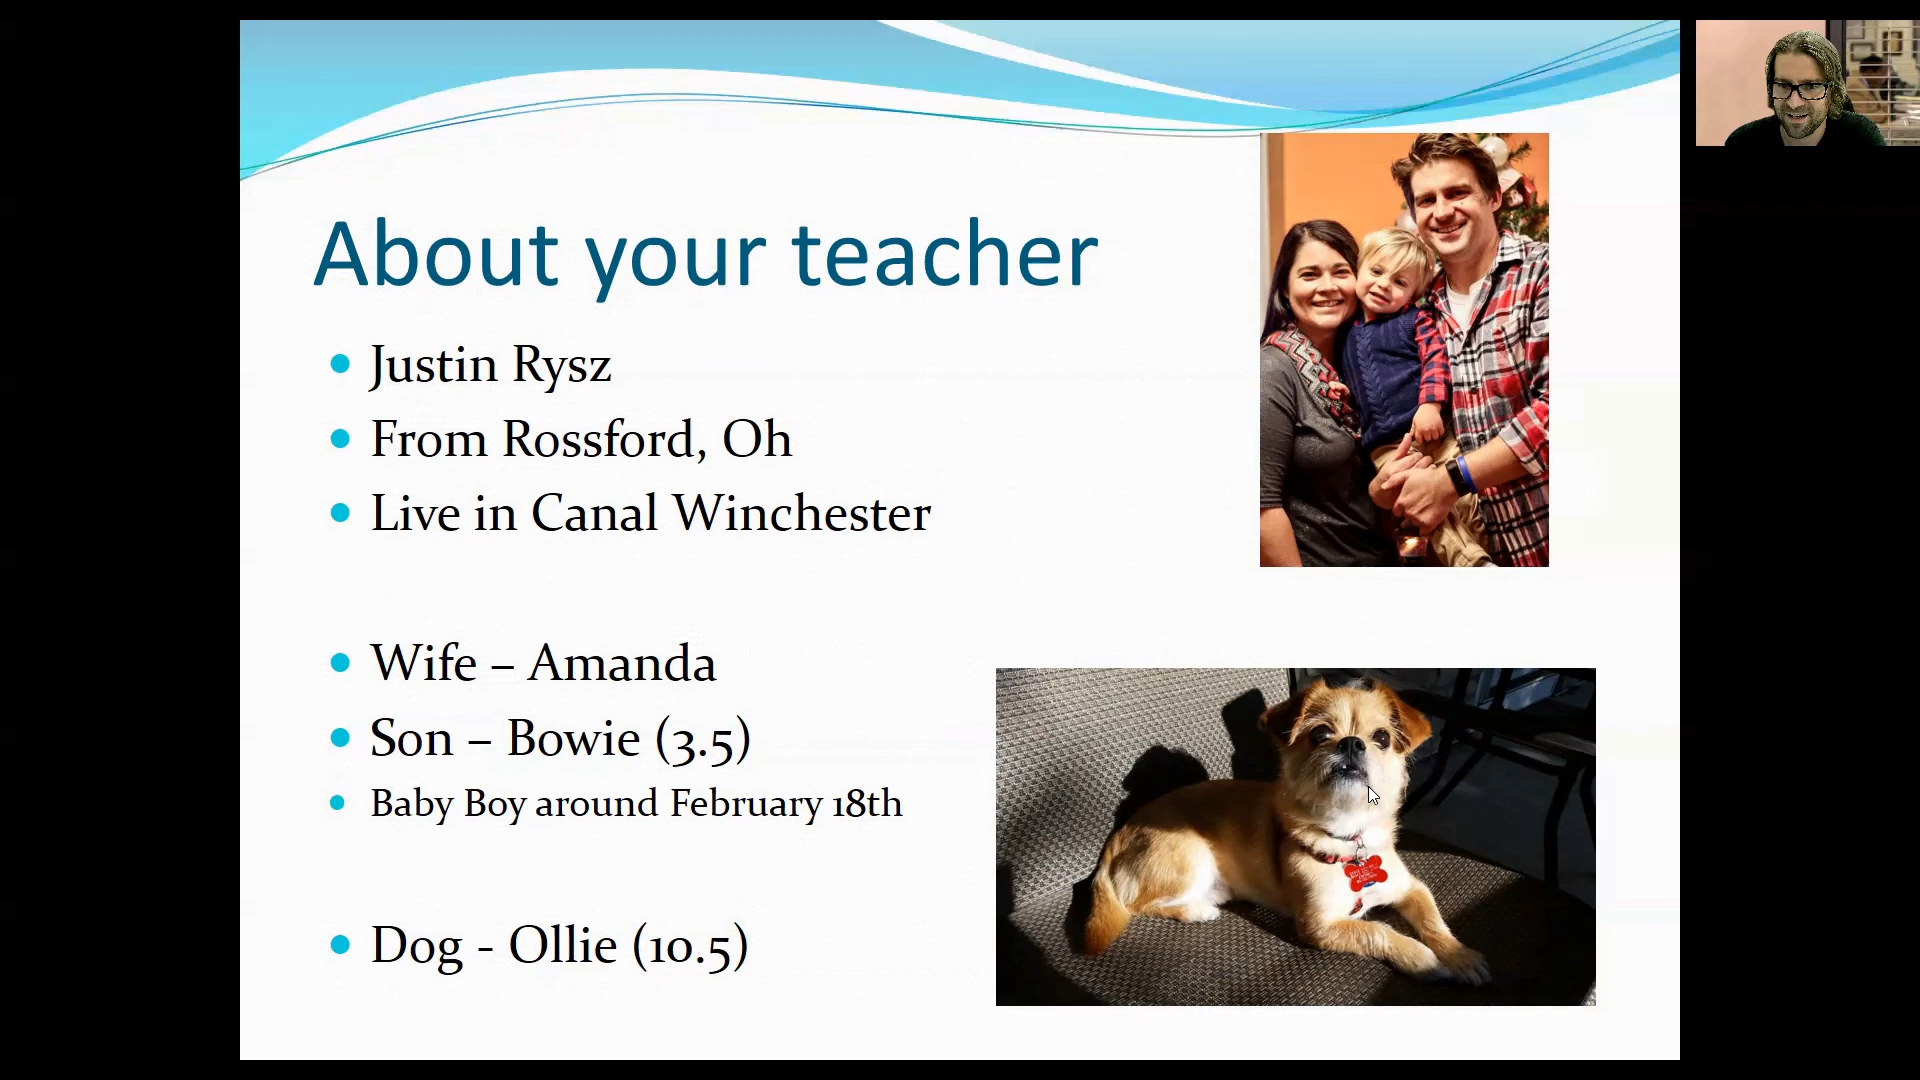 About your teacher
Justin Rysz
From Rossford, Oh
Live in Canal Winchester
Wife – Amanda
Son – Bowie (3.5)
Baby Boy around February 18th
Dog - Ollie (10.5)